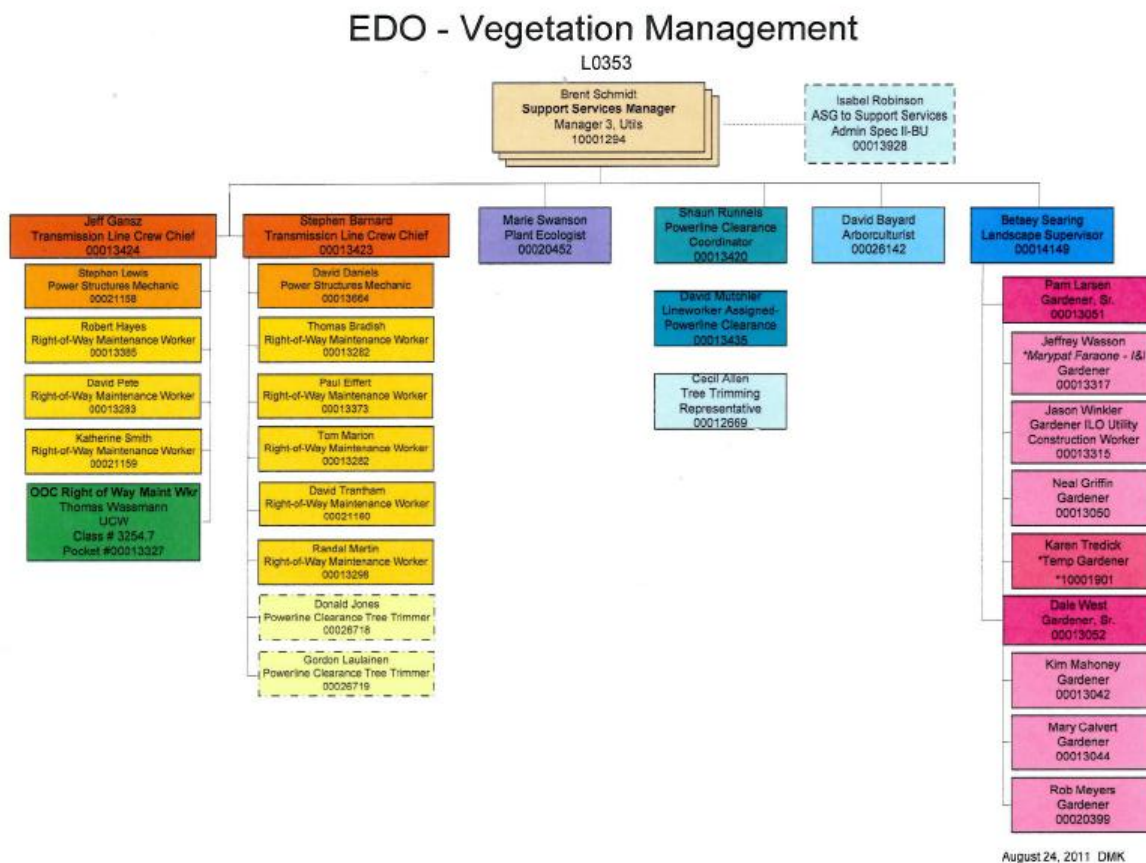 EDO - Vegetation Management
L0353
Brent Schmidt
Support Services Manager
Manager 3, Utils
10001294
Isabel Robinson
ASG to Support Services
Admin Spec II-BU
00013928
Jeff Gansz
Transmission Line Crew Chief
00013424
Stephen Lewis
Power Structures Mechanic
00021158
Robert Hayes
Right-of-Way Maintenance Worker
00013385
David Pete
Right-of-Way Maintenance Worker
00013283
Katherine Smith
Right-of-Way Maintenance Worker
00021159
OOC Right of Way Maint Wkr
Thomas Wassmann
UCW
Class # 3254.7
Pocket #00013327
Stephen Barnard
Transmission Line Crew Chief
00013423
David Daniels
Power Structures Mechanic
00013664
Thomas Bradish
Right-of-Way Maintenance Worker
00013282
Paul Eiffert
Right-of-Way Maintenance Worker
00013373
Tom Marion
Right-of-Way Maintenance Worker
00013282
David Trantham
Right-of-Way Maintenance Worker
00021160
Randal Martin
Right-of-Way Maintenance Worker
00013298
Donald Jones
Powerline Clearance Tree Trimmer
00026718
Gordon Laulainen
Powerline Clearance Tree Trimmer
00026719
Marie Swanson
Plant Ecologist
00020452
Shaun Runnels
Powerline Clearance
Coordinator
00013420
David Mutchler
Lineworker Assigned-
Powerline Clearance
00013435
Cecil Allen
Tree Trimming
Representative
00012669
David Bayard
Arborculturist
00026142
Betsey Searing
Landscape Supervisor
00014149
Pam Larsen
Gardener, Sr.
00013051
Jeffrey Wasson
*Marypat Faraone - I&I
Gardener
00013317
Jason Winkler
Gardener ILO Utility
Construction Worker
00013315
Neal Griffin
Gardener
00013050
Karen Tredick
*Temp Gardener
*10001901
Dale West
Gardener, Sr.
00013052
Kim Mahoney
Gardener
00013042
Mary Calvert
Gardener
00013044
Rob Meyers
Gardener
00020399
August 24, 2011 DMK